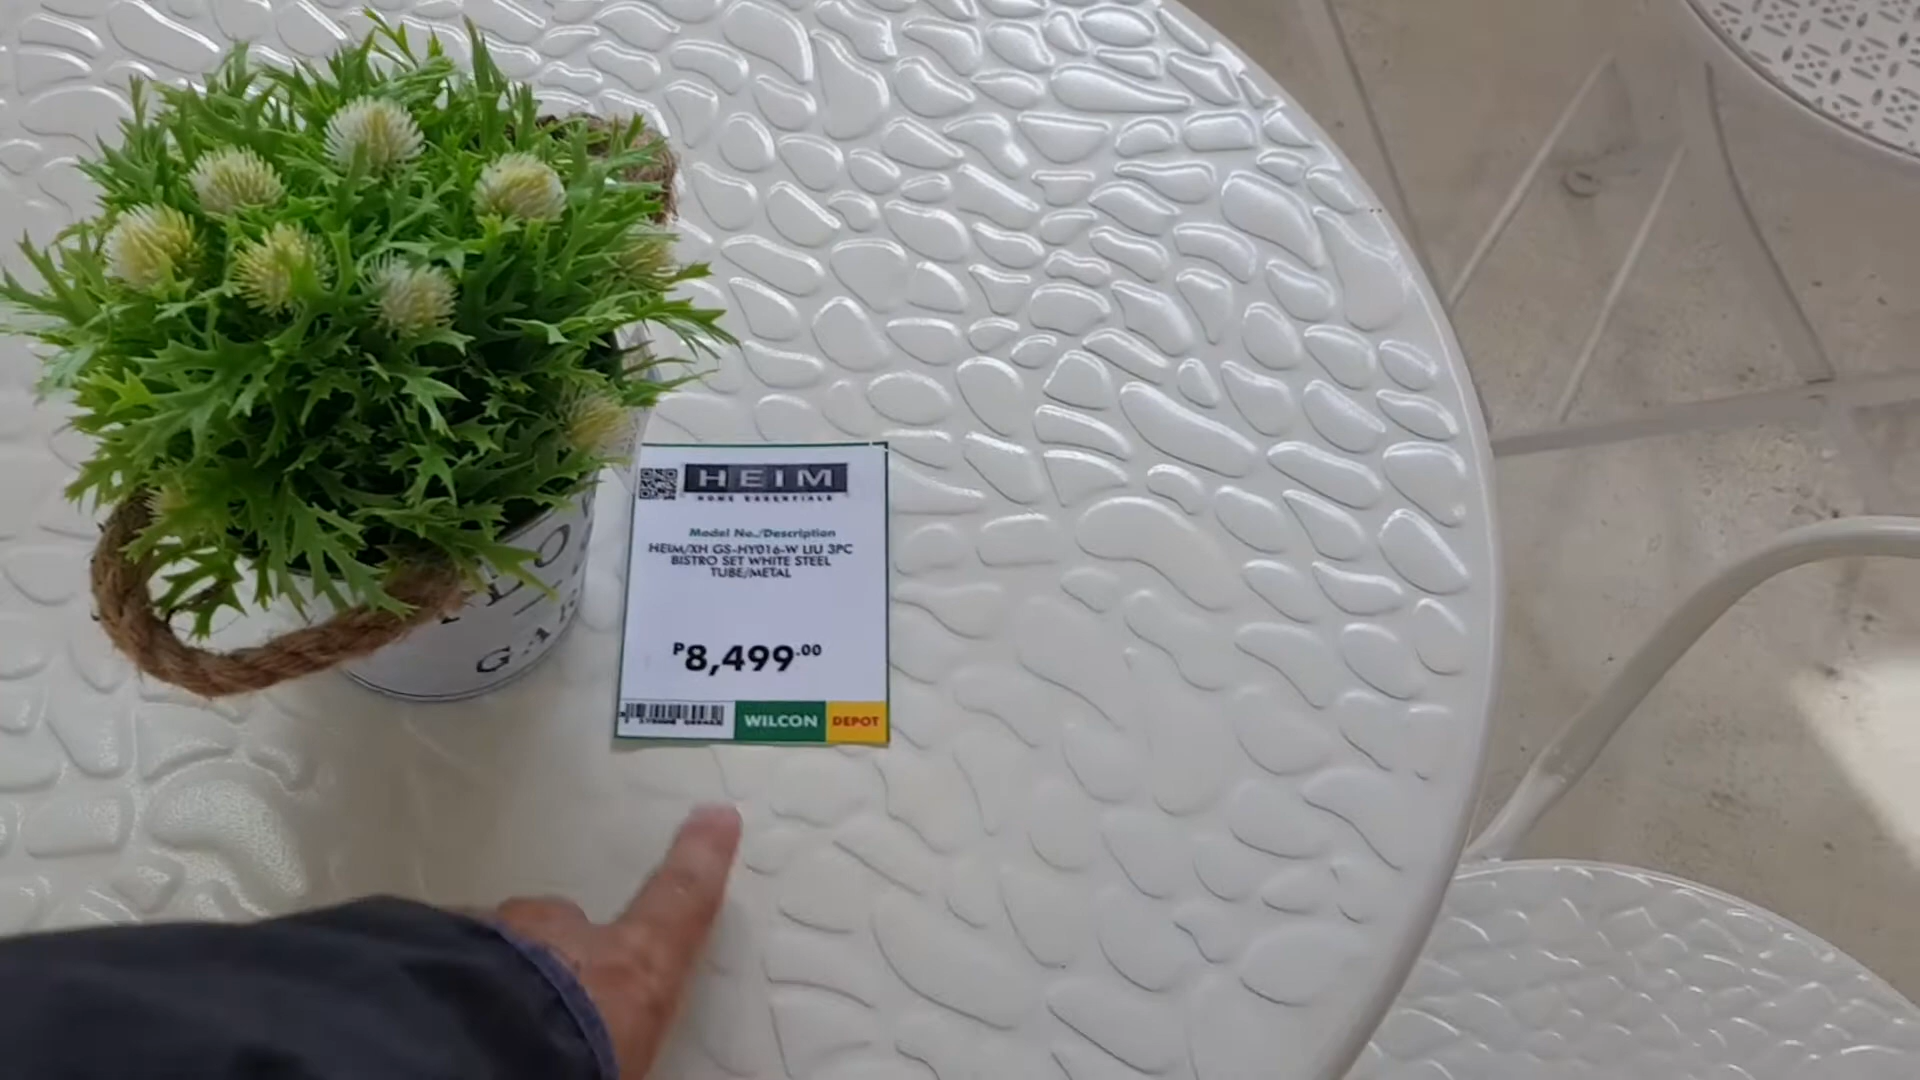 HEIM
HOME ESSENTIALS
Model No./Description
HEIM/XH GS-HY016-W LIU 3PC
BISTRO SET WHITE STEEL
TUBE/METAL
₱8,499.00
WILCON DEPOT